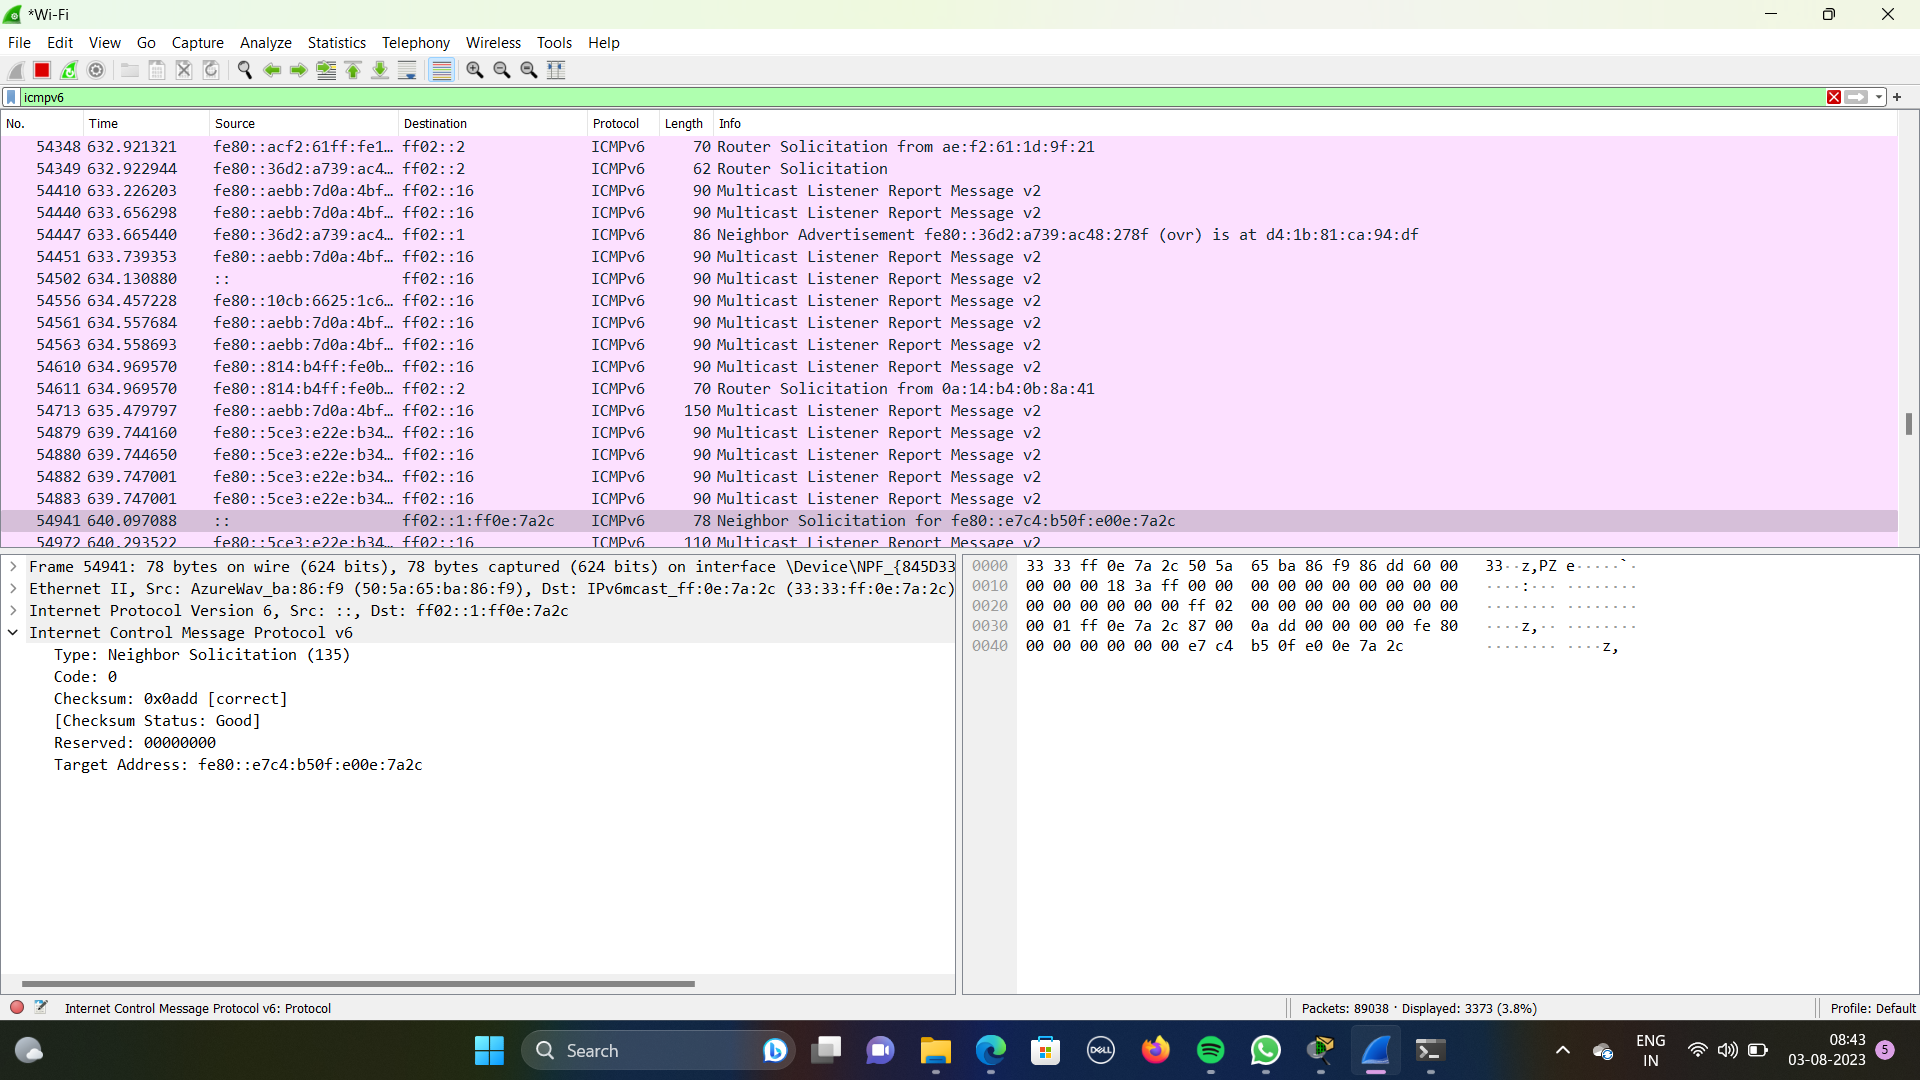 *Wi-Fi
File Edit View Go Capture Analyze Statistics Telephony Wireless Tools Help
icmpv6
No. Time Source Destination Protocol Length Info
54348 632.921321 fe80::acf2:61ff:fe1… ff02::2 ICMPv6 70 Router Solicitation from ae:f2:61:1d:9f:21
54349 632.922944 fe80::36d2:a739:ac4… ff02::2 ICMPv6 62 Router Solicitation
54410 633.226203 fe80::aebb:7d0a:4bf… ff02::16 ICMPv6 90 Multicast Listener Report Message v2
54440 633.656298 fe80::aebb:7d0a:4bf… ff02::16 ICMPv6 90 Multicast Listener Report Message v2
54447 633.665440 fe80::36d2:a739:ac4… ff02::1 ICMPv6 86 Neighbor Advertisement fe80::36d2:a739:ac48:278f (ovr) is at d4:1b:81:ca:94:df
54451 633.739353 fe80::aebb:7d0a:4bf… ff02::16 ICMPv6 90 Multicast Listener Report Message v2
54502 634.130880 :: ff02::16 ICMPv6 90 Multicast Listener Report Message v2
54556 634.457228 fe80::10cb:6625:1c6… ff02::16 ICMPv6 90 Multicast Listener Report Message v2
54561 634.557684 fe80::aebb:7d0a:4bf… ff02::16 ICMPv6 90 Multicast Listener Report Message v2
54563 634.558693 fe80::aebb:7d0a:4bf… ff02::16 ICMPv6 90 Multicast Listener Report Message v2
54610 634.969570 fe80::814:b4ff:fe0b… ff02::16 ICMPv6 90 Multicast Listener Report Message v2
54611 634.969570 fe80::814:b4ff:fe0b… ff02::2 ICMPv6 70 Router Solicitation from 0a:14:b4:0b:8a:41
54713 635.479797 fe80::aebb:7d0a:4bf… ff02::16 ICMPv6 150 Multicast Listener Report Message v2
54879 639.744160 fe80::5ce3:e22e:b34… ff02::16 ICMPv6 90 Multicast Listener Report Message v2
54880 639.744650 fe80::5ce3:e22e:b34… ff02::16 ICMPv6 90 Multicast Listener Report Message v2
54882 639.747001 fe80::5ce3:e22e:b34… ff02::16 ICMPv6 90 Multicast Listener Report Message v2
54883 639.747001 fe80::5ce3:e22e:b34… ff02::16 ICMPv6 90 Multicast Listener Report Message v2
54941 640.097088 :: ff02::1:ff0e:7a2c ICMPv6 78 Neighbor Solicitation for fe80::e7c4:b50f:e00e:7a2c
54972 640.293522 fe80::5ce3:e22e:b34… ff02::16 ICMPv6 110 Multicast Listener Report Message v2
Frame 54941: 78 bytes on wire (624 bits), 78 bytes captured (624 bits) on interface \Device\NPF_{845D33
Ethernet II, Src: AzureWav_ba:86:f9 (50:5a:65:ba:86:f9), Dst: IPv6mcast_ff:0e:7a:2c (33:33:ff:0e:7a:2c)
Internet Protocol Version 6, Src: ::, Dst: ff02::1:ff0e:7a2c
Internet Control Message Protocol v6
Type: Neighbor Solicitation (135)
Code: 0
Checksum: 0x0add [correct]
[Checksum Status: Good]
Reserved: 00000000
Target Address: fe80::e7c4:b50f:e00e:7a2c
0000 33 33 ff 0e 7a 2c 50 5a 65 ba 86 f9 86 dd 60 00 33··z,PZ e·····`·
0010 00 00 00 18 3a ff 00 00 00 00 00 00 00 00 00 00 ····:··· ········
0020 00 00 00 00 00 00 ff 02 00 00 00 00 00 00 00 00 ········ ········
0030 00 01 ff 0e 7a 2c 87 00 0a dd 00 00 00 00 fe 80 ····z,·· ········
0040 00 00 00 00 00 00 e7 c4 b5 0f e0 0e 7a 2c ········ ····z,
Internet Control Message Protocol v6: Protocol
Packets: 89038 · Displayed: 3373 (3.8%)
Profile: Default
Search
DELL
ENG
IN
08:43
03-08-2023
5